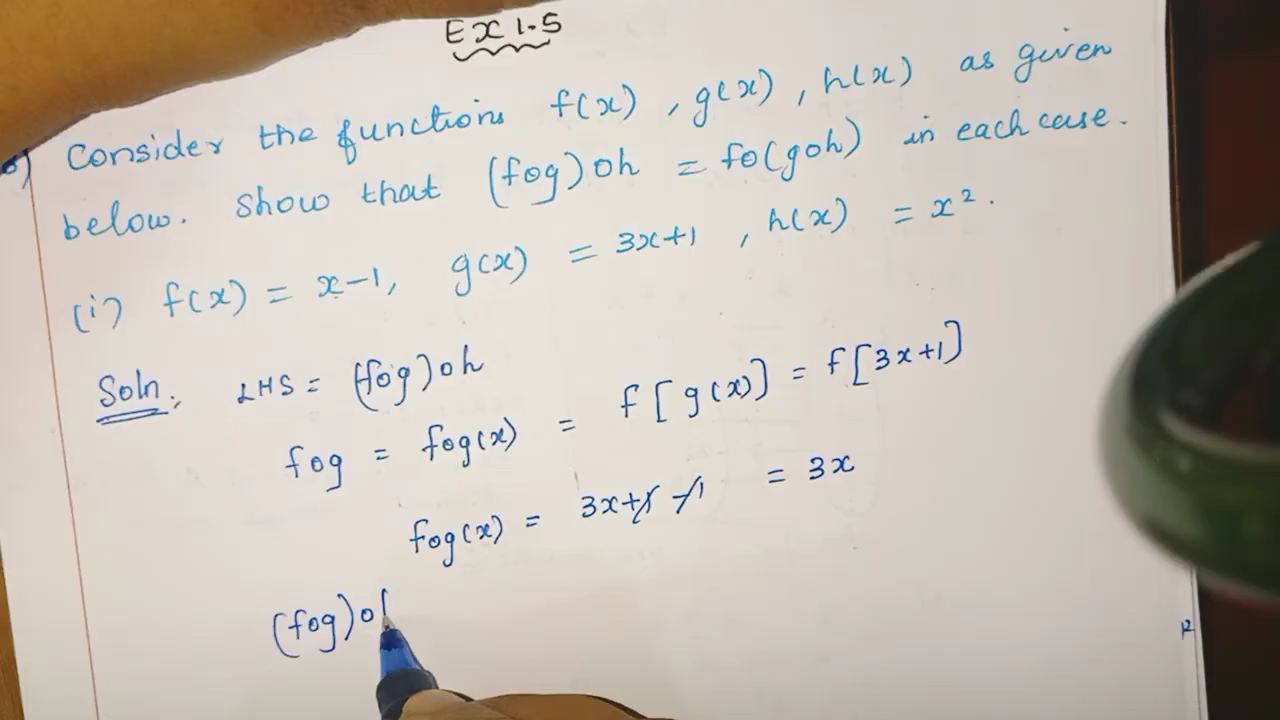 EX 1.5
8) Consider the functions f(x), g(x), h(x) as given
below. Show that (fog)oh = fo(goh) in each case.
(i) f(x) = x-1, g(x) = 3x+1, h(x) = x².
Soln: LHS = (fog)oh
fog = fog(x) = f[g(x)] = f[3x+1]
fog(x) = 3x+1-1 = 3x
(fog)o